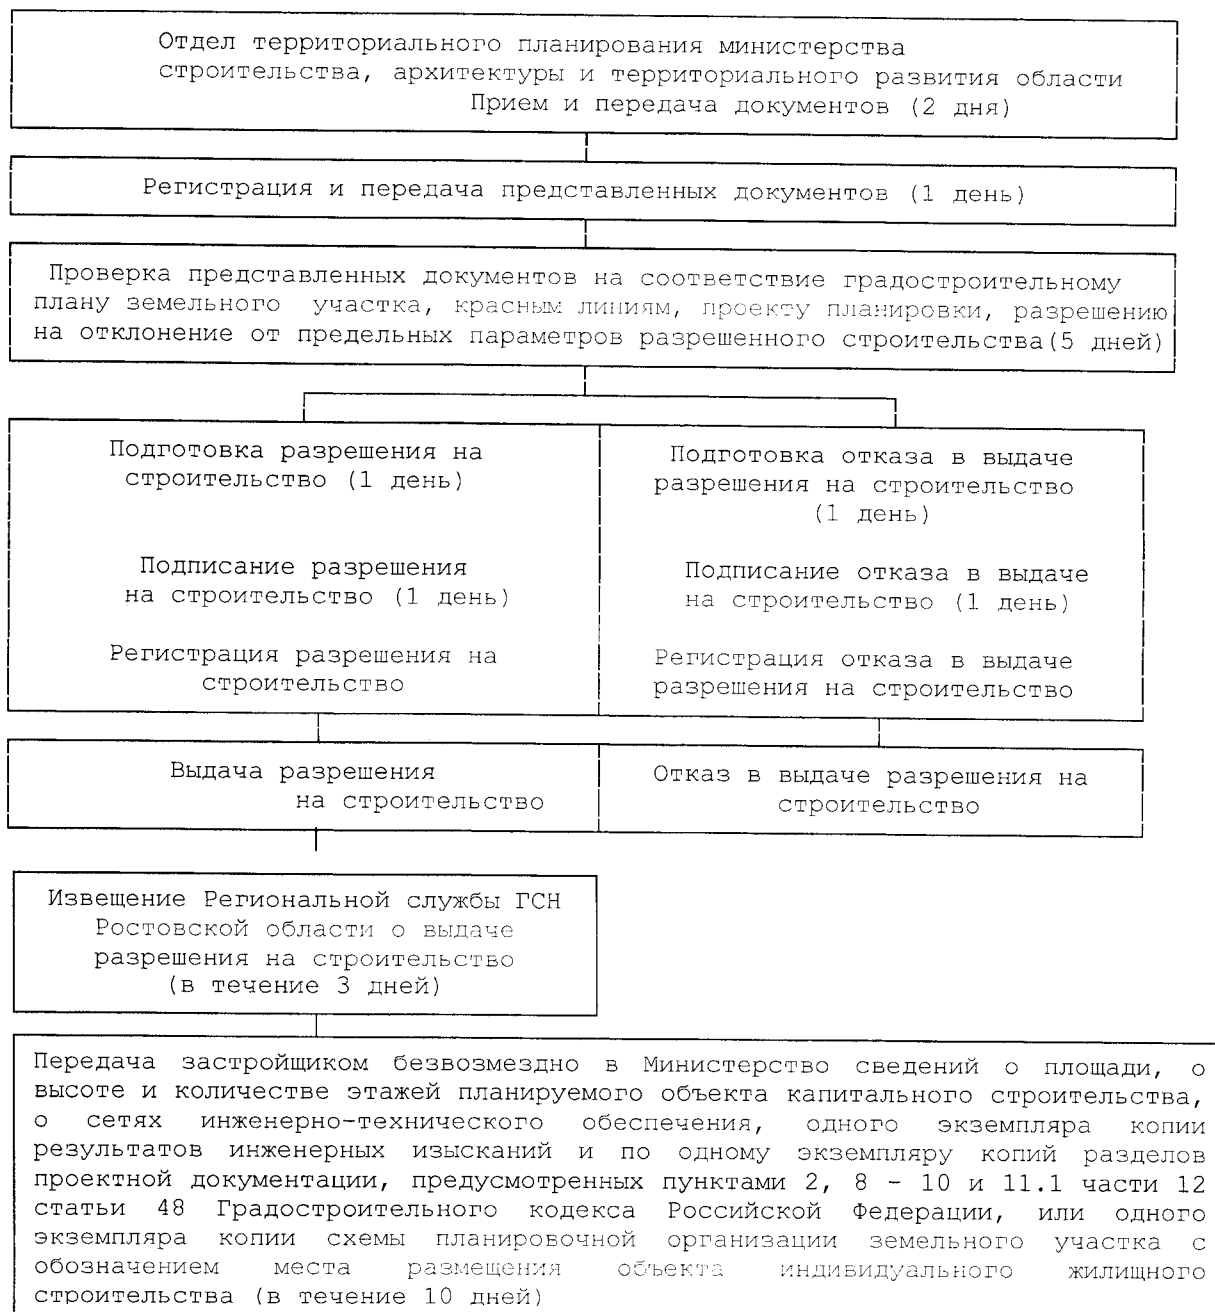 Отдел территориального планирования министерства
строительства, архитектуры и территориального развития области
Прием и передача документов (2 дня)
Регистрация и передача представленных документов (1 день)
Проверка представленных документов на соответствие градостроительному
плану земельного участка, красным линиям, проекту планировки, разрешению
на отклонение от предельных параметров разрешенного строительства(5 дней)
Подготовка разрешения на
строительство (1 день)
Подписание разрешения
на строительство (1 день)
Регистрация разрешения на
строительство
Подготовка отказа в выдаче
разрешения на строительство
(1 день)
Подписание отказа в выдаче
на строительство (1 день)
Регистрация отказа в выдаче
разрешения на строительство
Выдача разрешения
на строительство
Отказ в выдаче разрешения на
строительство
Извещение Региональной службы ГСН
Ростовской области о выдаче
разрешения на строительство
(в течение 3 дней)
Передача застройщиком безвозмездно в Министерство сведений о площади, о
высоте и количестве этажей планируемого объекта капитального строительства,
о сетях инженерно-технического обеспечения, одного экземпляра копии
результатов инженерных изысканий и по одному экземпляру копий разделов
проектной документации, предусмотренных пунктами 2, 8 - 10 и 11.1 части 12
статьи 48 Градостроительного кодекса Российской Федерации, или одного
экземпляра копии схемы планировочной организации земельного участка с
обозначением места размещения объекта индивидуального жилищного
строительства (в течение 10 дней)